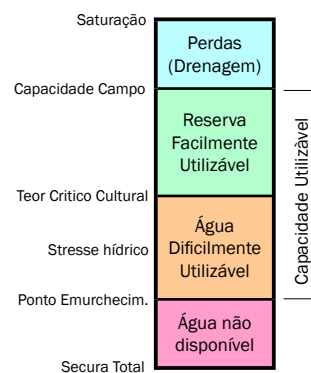 Saturação
Perdas
(Drenagem)
Capacidade Campo
Reserva
Facilmente
Utilizável
Teor Critico Cultural
Água
Dificilmente
Utilizável
Stresse hídrico
Ponto Emurchecim.
Água não
disponível
Secura Total
Capacidade Utilizàvel